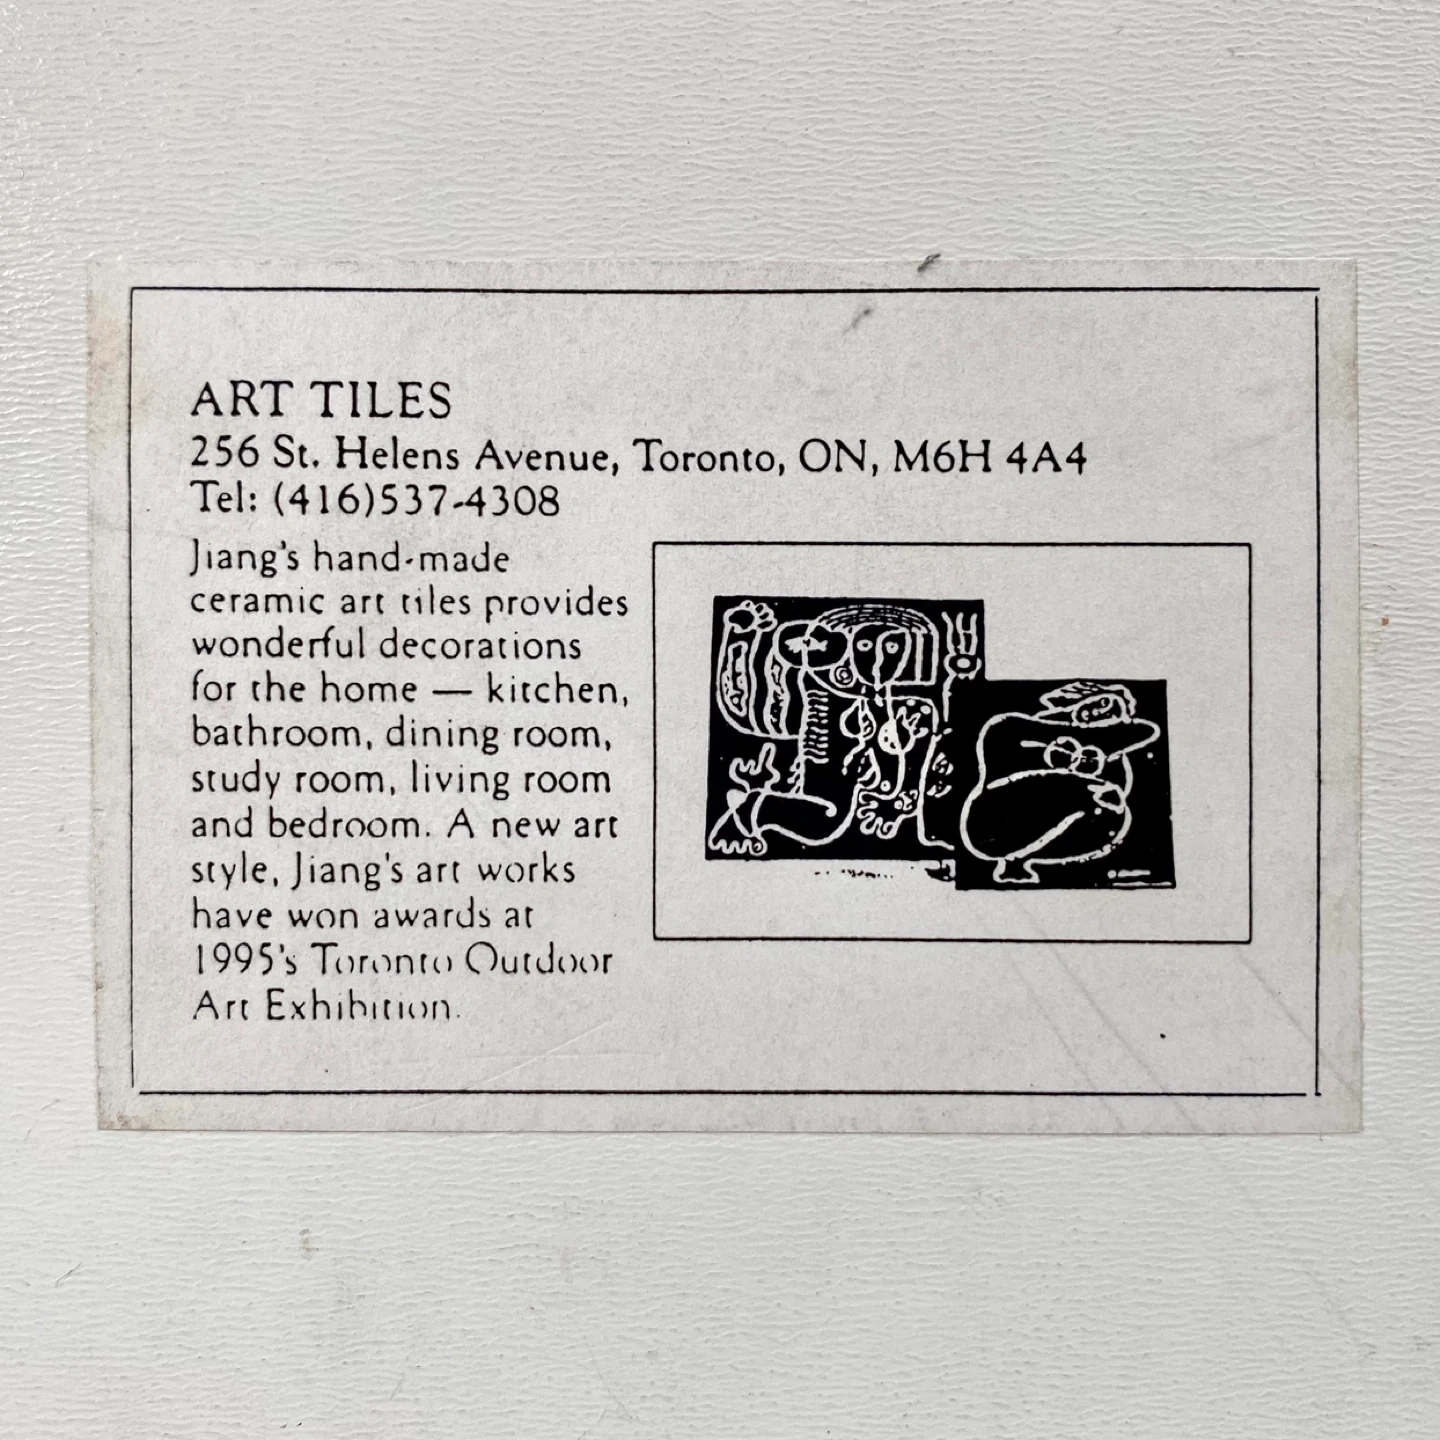 ART TILES
256 St. Helens Avenue, Toronto, ON, M6H 4A4
Tel: (416)537-4308
Jiang's hand-made
ceramic art tiles provides
wonderful decorations
for the home — kitchen,
bathroom, dining room,
study room, living room
and bedroom. A new art
style, Jiang's art works
have won awards at
1995's Toronto Outdoor
Art Exhibition.